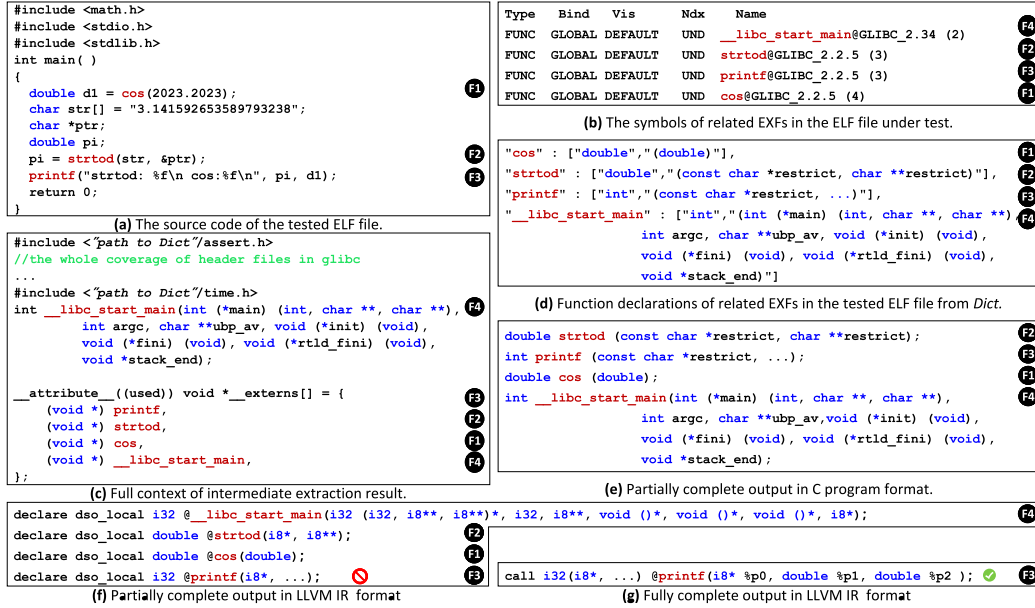 #include <math.h>
#include <stdio.h>
#include <stdlib.h>
int main( )
{
double d1 = cos(2023.2023); F1
char str[] = "3.141592653589793238";
char *ptr;
double pi;
pi = strtod(str, &ptr); F2
printf("strtod: %f\n cos:%f\n", pi, d1); F3
return 0;
}
(a) The source code of the tested ELF file.
Type Bind Vis Ndx Name
FUNC GLOBAL DEFAULT UND __libc_start_main@GLIBC_2.34 (2) F4
FUNC GLOBAL DEFAULT UND strtod@GLIBC_2.2.5 (3) F2
FUNC GLOBAL DEFAULT UND printf@GLIBC_2.2.5 (3) F3
FUNC GLOBAL DEFAULT UND cos@GLIBC_2.2.5 (4) F1
(b) The symbols of related EXFs in the ELF file under test.
#include <"path to Dict"/assert.h>
//the whole coverage of header files in glibc
...
#include <"path to Dict"/time.h>
int __libc_start_main(int (*main) (int, char **, char **), F4
int argc, char **ubp_av, void (*init) (void),
void (*fini) (void), void (*rtld_fini) (void),
void *stack_end);
__attribute__((used)) void *__externs[] = {
(void *) printf, F3
(void *) strtod, F2
(void *) cos, F1
(void *) __libc_start_main, F4
};
(c) Full context of intermediate extraction result.
"cos" : ["double","(double)"], F1
"strtod" : ["double","(const char *restrict, char **restrict)"], F2
"printf" : ["int","(const char *restrict, ...)"], F3
"__libc_start_main" : ["int","(int (*main) (int, char **, char **), F4
int argc, char **ubp_av, void (*init) (void),
void (*fini) (void), void (*rtld_fini) (void),
void *stack_end)"]
(d) Function declarations of related EXFs in the tested ELF file from Dict.
double strtod (const char *restrict, char **restrict); F2
int printf (const char *restrict, ...); F3
double cos (double); F1
int __libc_start_main(int (*main) (int, char **, char **), F4
int argc, char **ubp_av,void (*init) (void),
void (*fini) (void), void (*rtld_fini) (void),
void *stack_end);
(e) Partially complete output in C program format.
declare dso_local i32 @__libc_start_main(i32 (i32, i8**, i8**)*, i32, i8**, void ()*, void ()*, void ()*, i8*); F4
declare dso_local double @strtod(i8*, i8**); F2
declare dso_local double @cos(double); F1
declare dso_local i32 @printf(i8*, ...); F3
(f) Partially complete output in LLVM IR format
call i32(i8*, ...) @printf(i8* %p0, double %p1, double %p2 ); F3
(g) Fully complete output in LLVM IR format